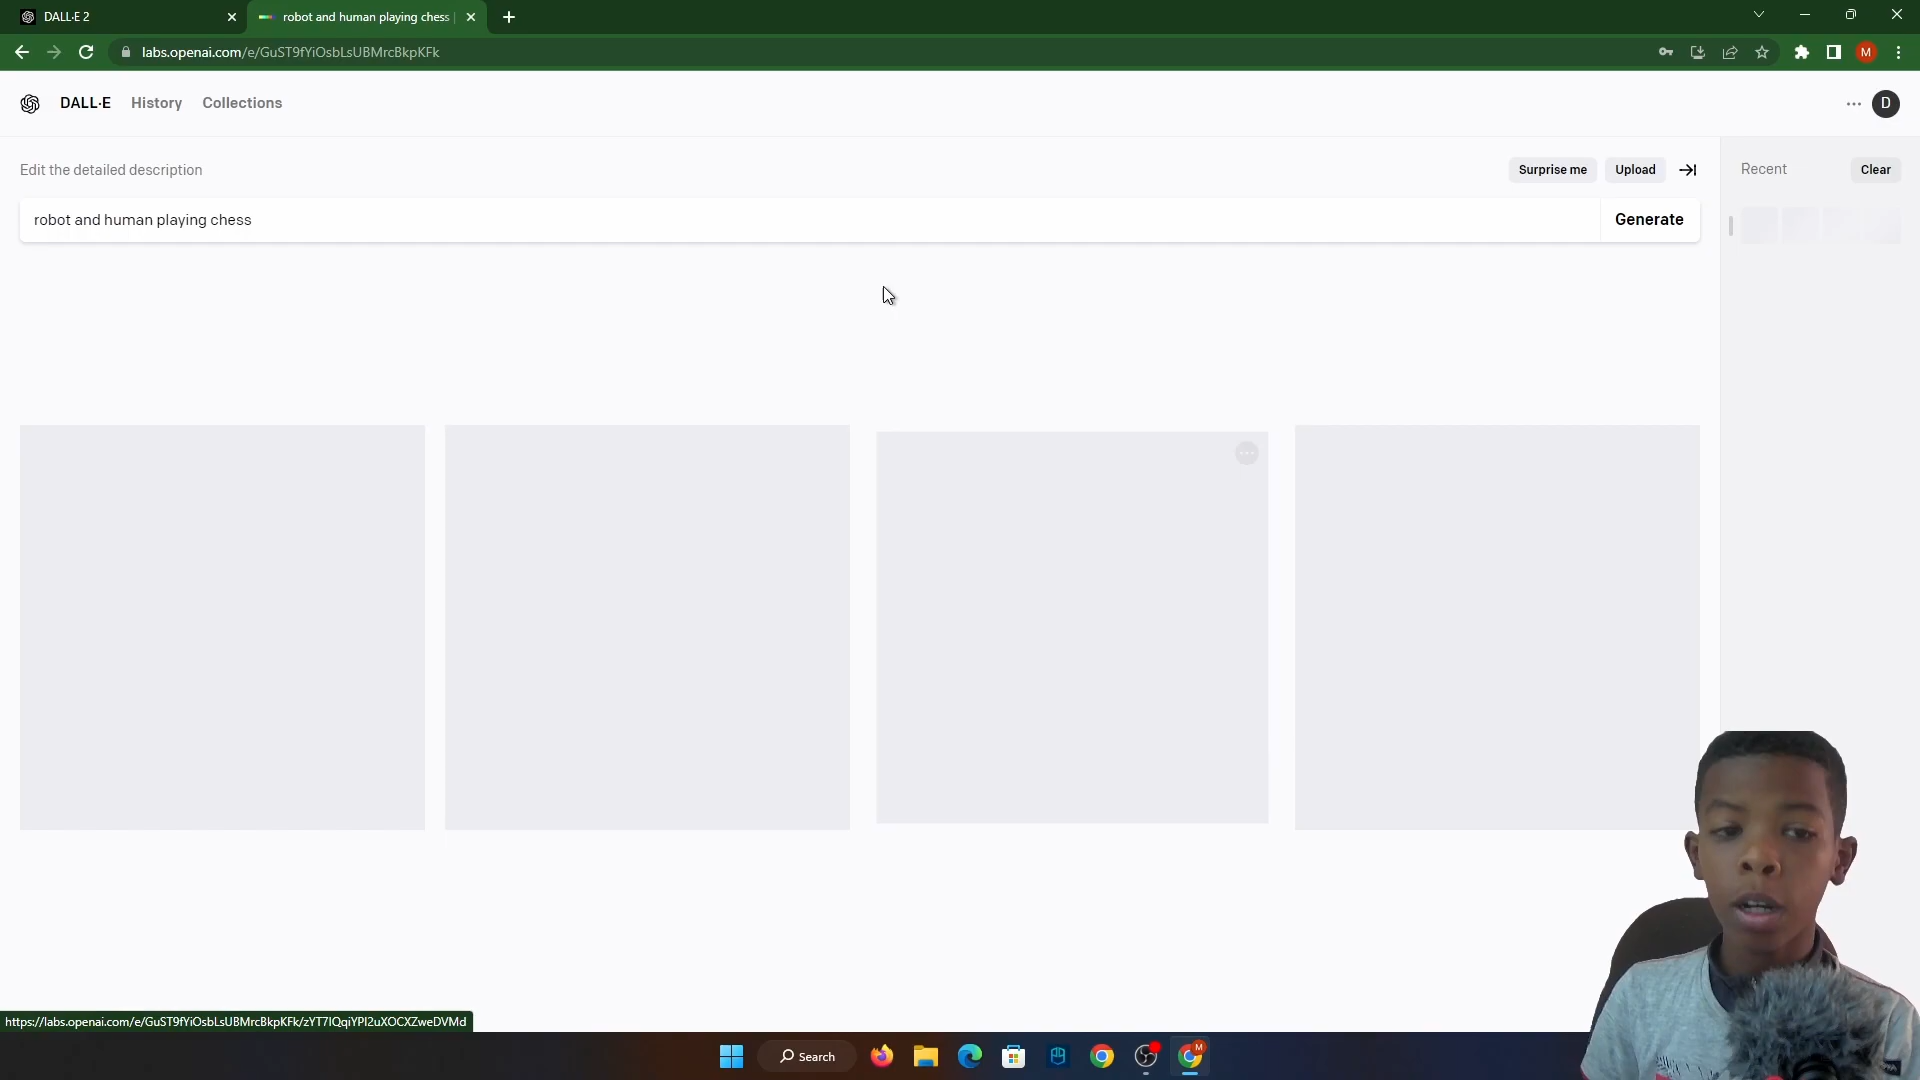 DALL·E 2
robot and human playing chess |
labs.openai.com/e/GuST9fYiOsbLsUBMrcBkpKFk
M
DALL·E History Collections
D
Edit the detailed description
Surprise me Upload
Recent Clear
robot and human playing chess
Generate
https://labs.openai.com/e/GuST9fYiOsbLsUBMrcBkpKFk/zYT7IQqiYPI2uXOCXZweDVMd
Search
M